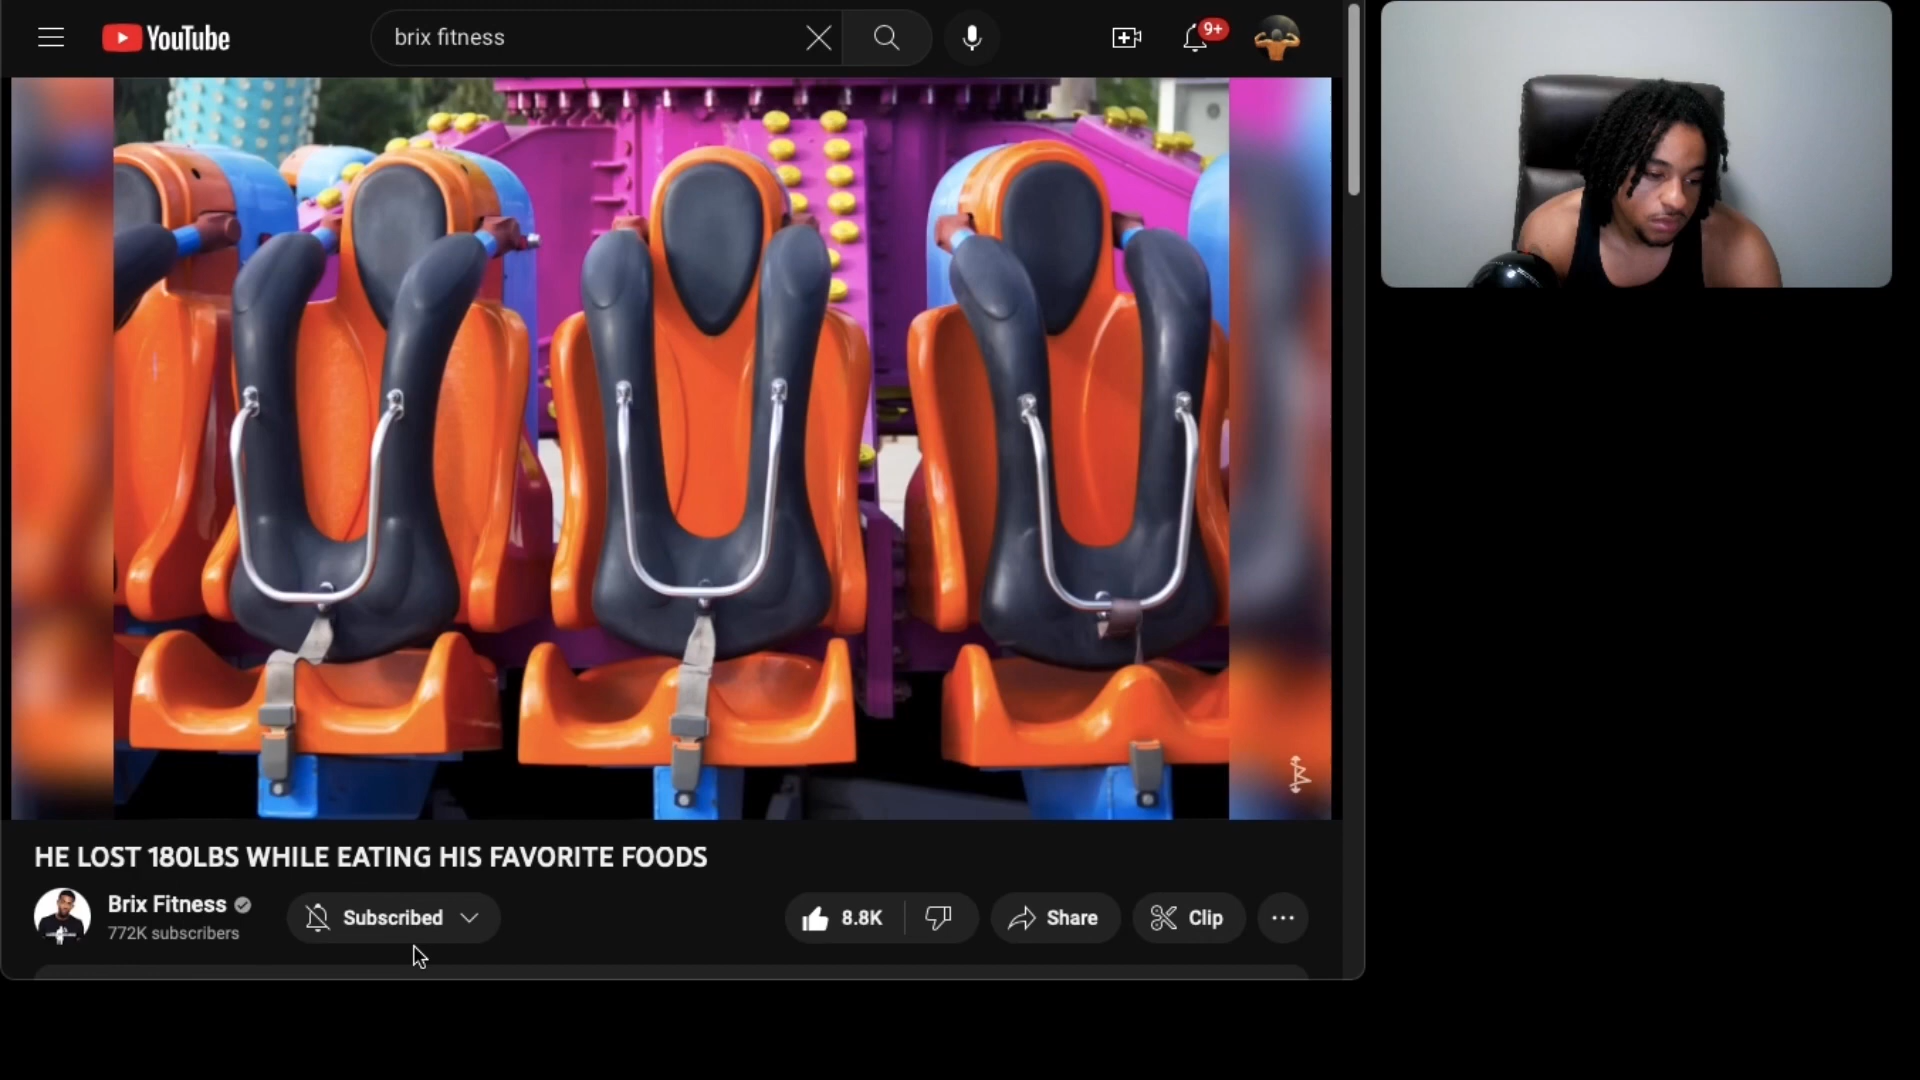 YouTube
brix fitness
9+
HE LOST 180LBS WHILE EATING HIS FAVORITE FOODS
Brix Fitness
772K subscribers
Subscribed
8.8K
Share
Clip